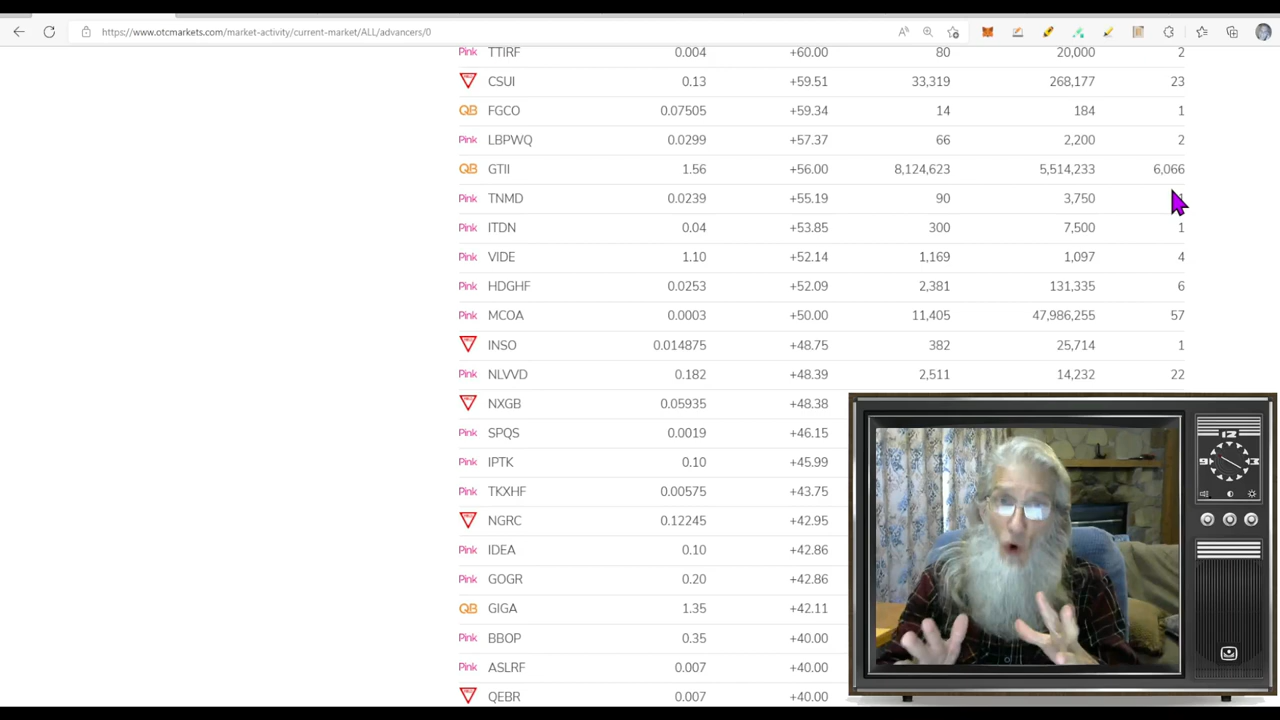 https://www.otcmarkets.com/market-activity/current-market/ALL/advancers/0
Pink TTIRF 0.004 +60.00 80 20,000 2
CSUI 0.13 +59.51 33,319 268,177 23
QB FGCO 0.07505 +59.34 14 184 1
Pink LBPWQ 0.0299 +57.37 66 2,200 2
QB GTII 1.56 +56.00 8,124,623 5,514,233 6,066
Pink TNMD 0.0239 +55.19 90 3,750 1
Pink ITDN 0.04 +53.85 300 7,500 1
Pink VIDE 1.10 +52.14 1,169 1,097 4
Pink HDGHF 0.0253 +52.09 2,381 131,335 6
Pink MCOA 0.0003 +50.00 11,405 47,986,255 57
INSO 0.014875 +48.75 382 25,714 1
Pink NLVVD 0.182 +48.39 2,511 14,232 22
NXGB 0.05935 +48.38
Pink SPQS 0.0019 +46.15
Pink IPTK 0.10 +45.99
Pink TKXHF 0.00575 +43.75
NGRC 0.12245 +42.95
Pink IDEA 0.10 +42.86
Pink GOGR 0.20 +42.86
QB GIGA 1.35 +42.11
Pink BBOP 0.35 +40.00
Pink ASLRF 0.007 +40.00
QEBR 0.007 +40.00
12
9 3